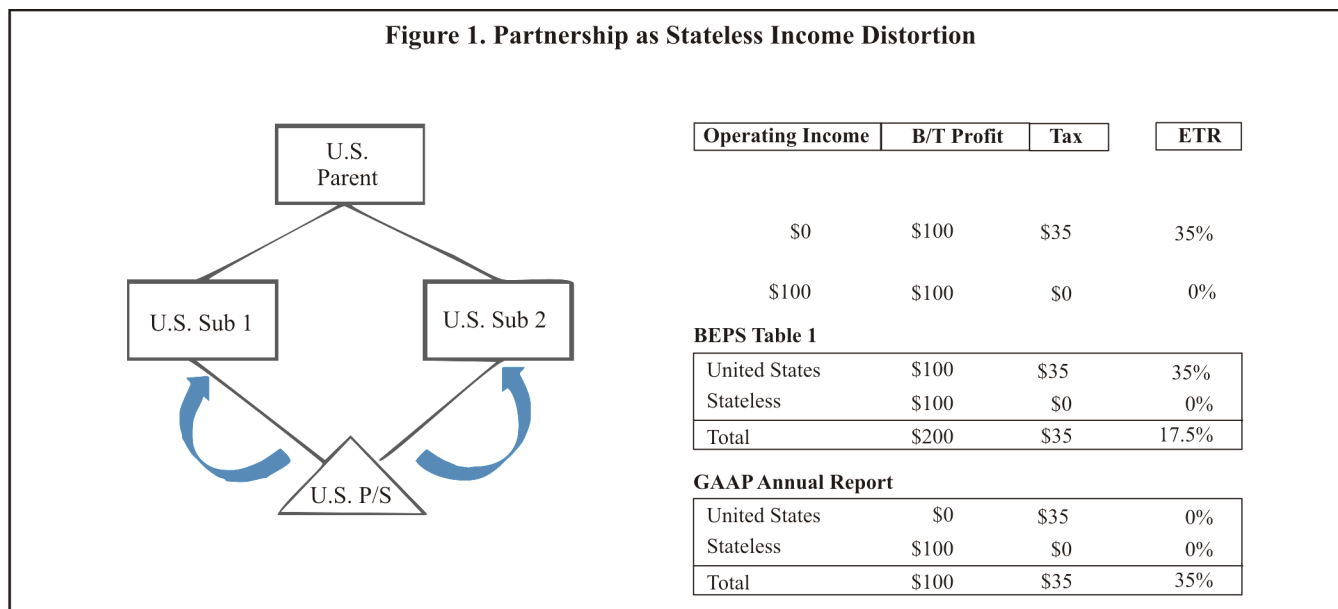 Figure 1. Partnership as Stateless Income Distortion
U.S.
Parent
U.S. Sub 1
U.S. Sub 2
U.S. P/S
Operating Income B/T Profit Tax ETR
$0 $100 $35 35%
$100 $100 $0 0%
BEPS Table 1
United States $100 $35 35%
Stateless $100 $0 0%
Total $200 $35 17.5%
GAAP Annual Report
United States $0 $35 0%
Stateless $100 $0 0%
Total $100 $35 35%